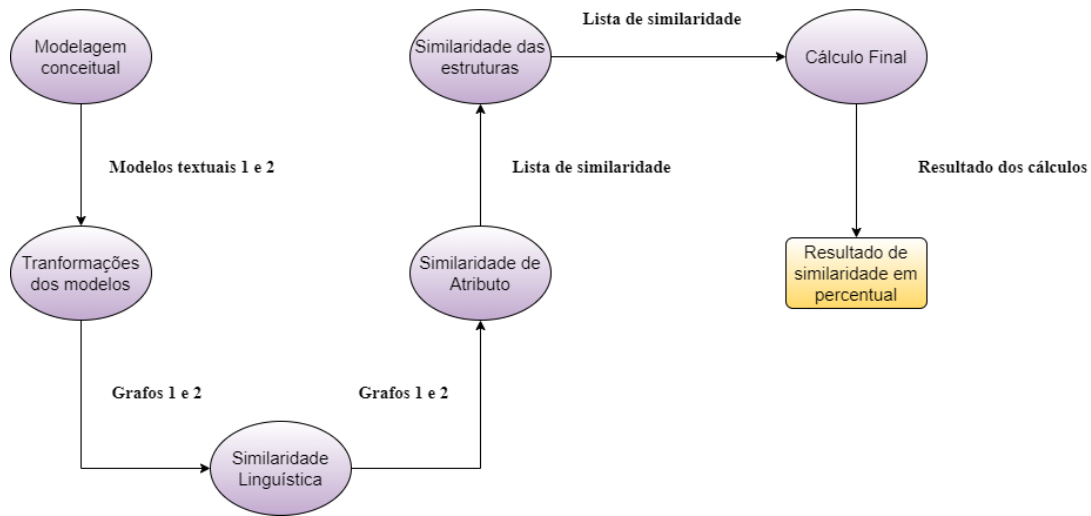 Modelagem
conceitual
Modelos textuais 1 e 2
Tranformações
dos modelos
Grafos 1 e 2
Similaridade
Linguística
Grafos 1 e 2
Similaridade de
Atributo
Lista de similaridade
Similaridade das
estruturas
Lista de similaridade
Cálculo Final
Resultado dos cálculos
Resultado de
similaridade em
percentual